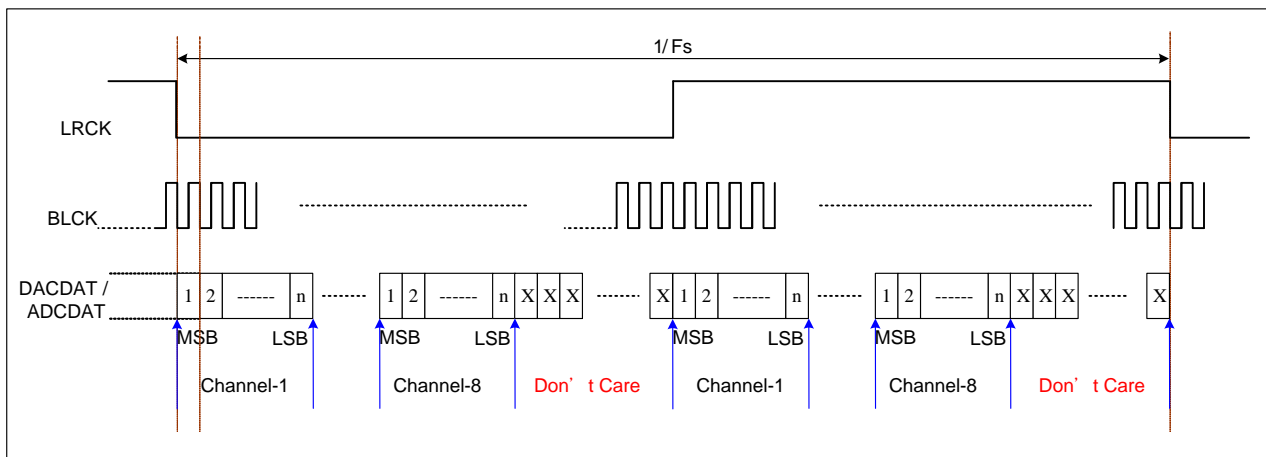 1/ Fs
LRCK
BLCK
DACDAT /
ADCDAT
1 2 ------ n 1 2 ------ n X X X X 1 2 ------ n 1 2 ------ n X X X X
MSB LSB MSB LSB MSB LSB MSB LSB
Channel-1 Channel-8 Don’ t Care Channel-1 Channel-8 Don’ t Care